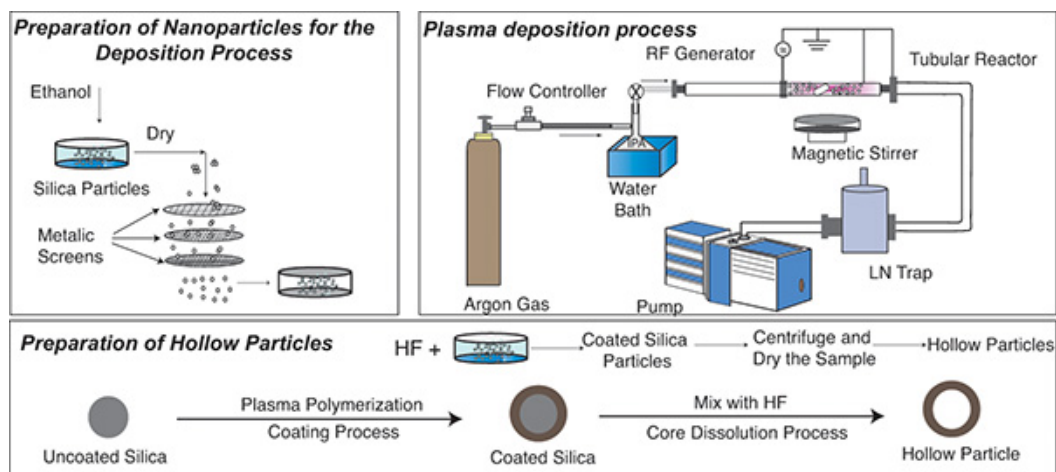 Preparation of Nanoparticles for the
Deposition Process
Ethanol
Dry
Silica Particles
Metalic
Screens
Plasma deposition process
RF Generator
Tubular Reactor
Flow Controller
IPA
Magnetic Stirrer
Water
Bath
LN Trap
Argon Gas
Pump
Preparation of Hollow Particles
HF +
Coated Silica
Particles
Centrifuge and
Dry the Sample
Hollow Particles
Plasma Polymerization
Coating Process
Mix with HF
Core Dissolution Process
Uncoated Silica
Coated Silica
Hollow Particle